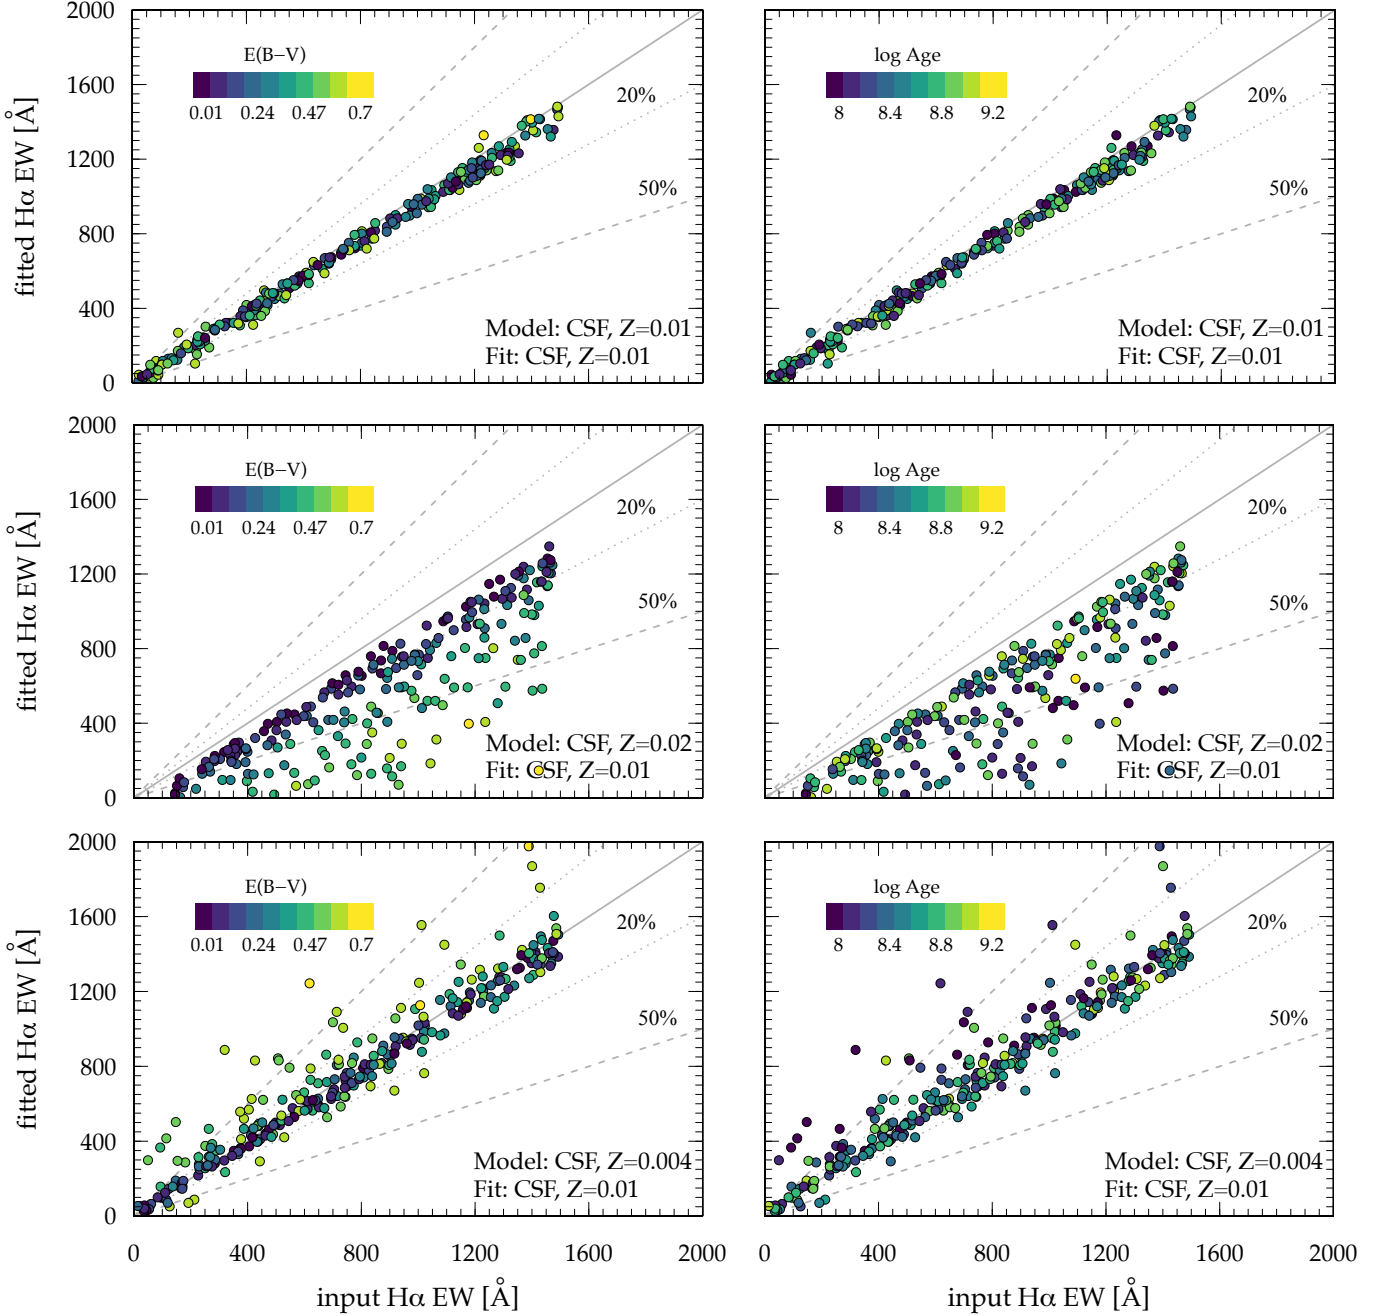 2000
1600
1200
800
400
0
fitted Hα EW [Å]
E(B−V)
0.01 0.24 0.47 0.7
20%
50%
Model: CSF, Z=0.01
Fit: CSF, Z=0.01
log Age
8 8.4 8.8 9.2
20%
50%
Model: CSF, Z=0.01
Fit: CSF, Z=0.01
2000
1600
1200
800
400
0
fitted Hα EW [Å]
E(B−V)
0.01 0.24 0.47 0.7
20%
50%
Model: CSF, Z=0.02
Fit: CSF, Z=0.01
log Age
8 8.4 8.8 9.2
20%
50%
Model: CSF, Z=0.02
Fit: CSF, Z=0.01
2000
1600
1200
800
400
0
fitted Hα EW [Å]
E(B−V)
0.01 0.24 0.47 0.7
20%
50%
Model: CSF, Z=0.004
Fit: CSF, Z=0.01
log Age
8 8.4 8.8 9.2
20%
50%
Model: CSF, Z=0.004
Fit: CSF, Z=0.01
0 400 800 1200 1600 2000
input Hα EW [Å]
0 400 800 1200 1600 2000
input Hα EW [Å]